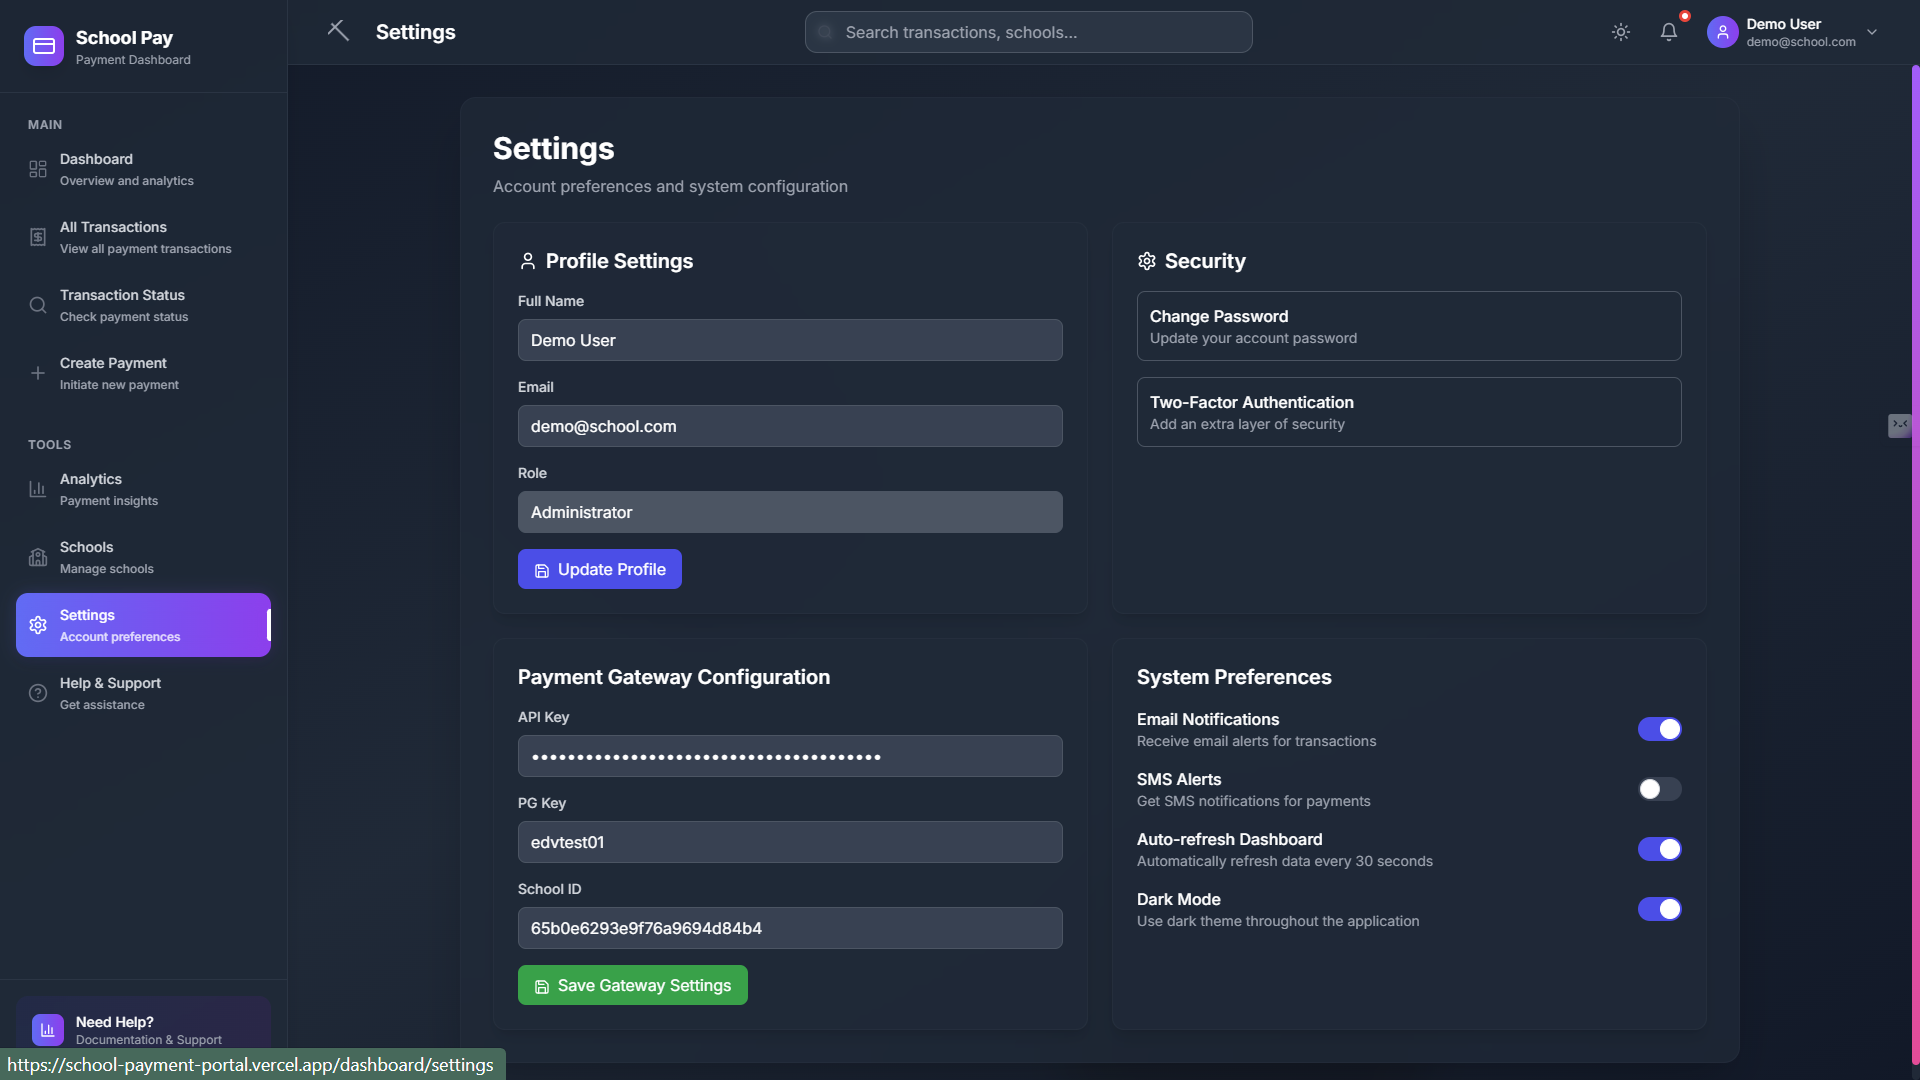 School Pay
Payment Dashboard
MAIN
Dashboard
Overview and analytics
All Transactions
View all payment transactions
Transaction Status
Check payment status
Create Payment
Initiate new payment
TOOLS
Analytics
Payment insights
Schools
Manage schools
Settings
Account preferences
Help & Support
Get assistance
Need Help?
Documentation & Support
https://school-payment-portal.vercel.app/dashboard/settings
Settings
Search transactions, schools...
Demo User
demo@school.com
Settings
Account preferences and system configuration
Profile Settings
Full Name
Demo User
Email
demo@school.com
Role
Administrator
Update Profile
Security
Change Password
Update your account password
Two-Factor Authentication
Add an extra layer of security
Payment Gateway Configuration
API Key
•••••••••••••••••••••••••••••••••••••••
PG Key
edvtest01
School ID
65b0e6293e9f76a9694d84b4
Save Gateway Settings
System Preferences
Email Notifications
Receive email alerts for transactions
SMS Alerts
Get SMS notifications for payments
Auto-refresh Dashboard
Automatically refresh data every 30 seconds
Dark Mode
Use dark theme throughout the application